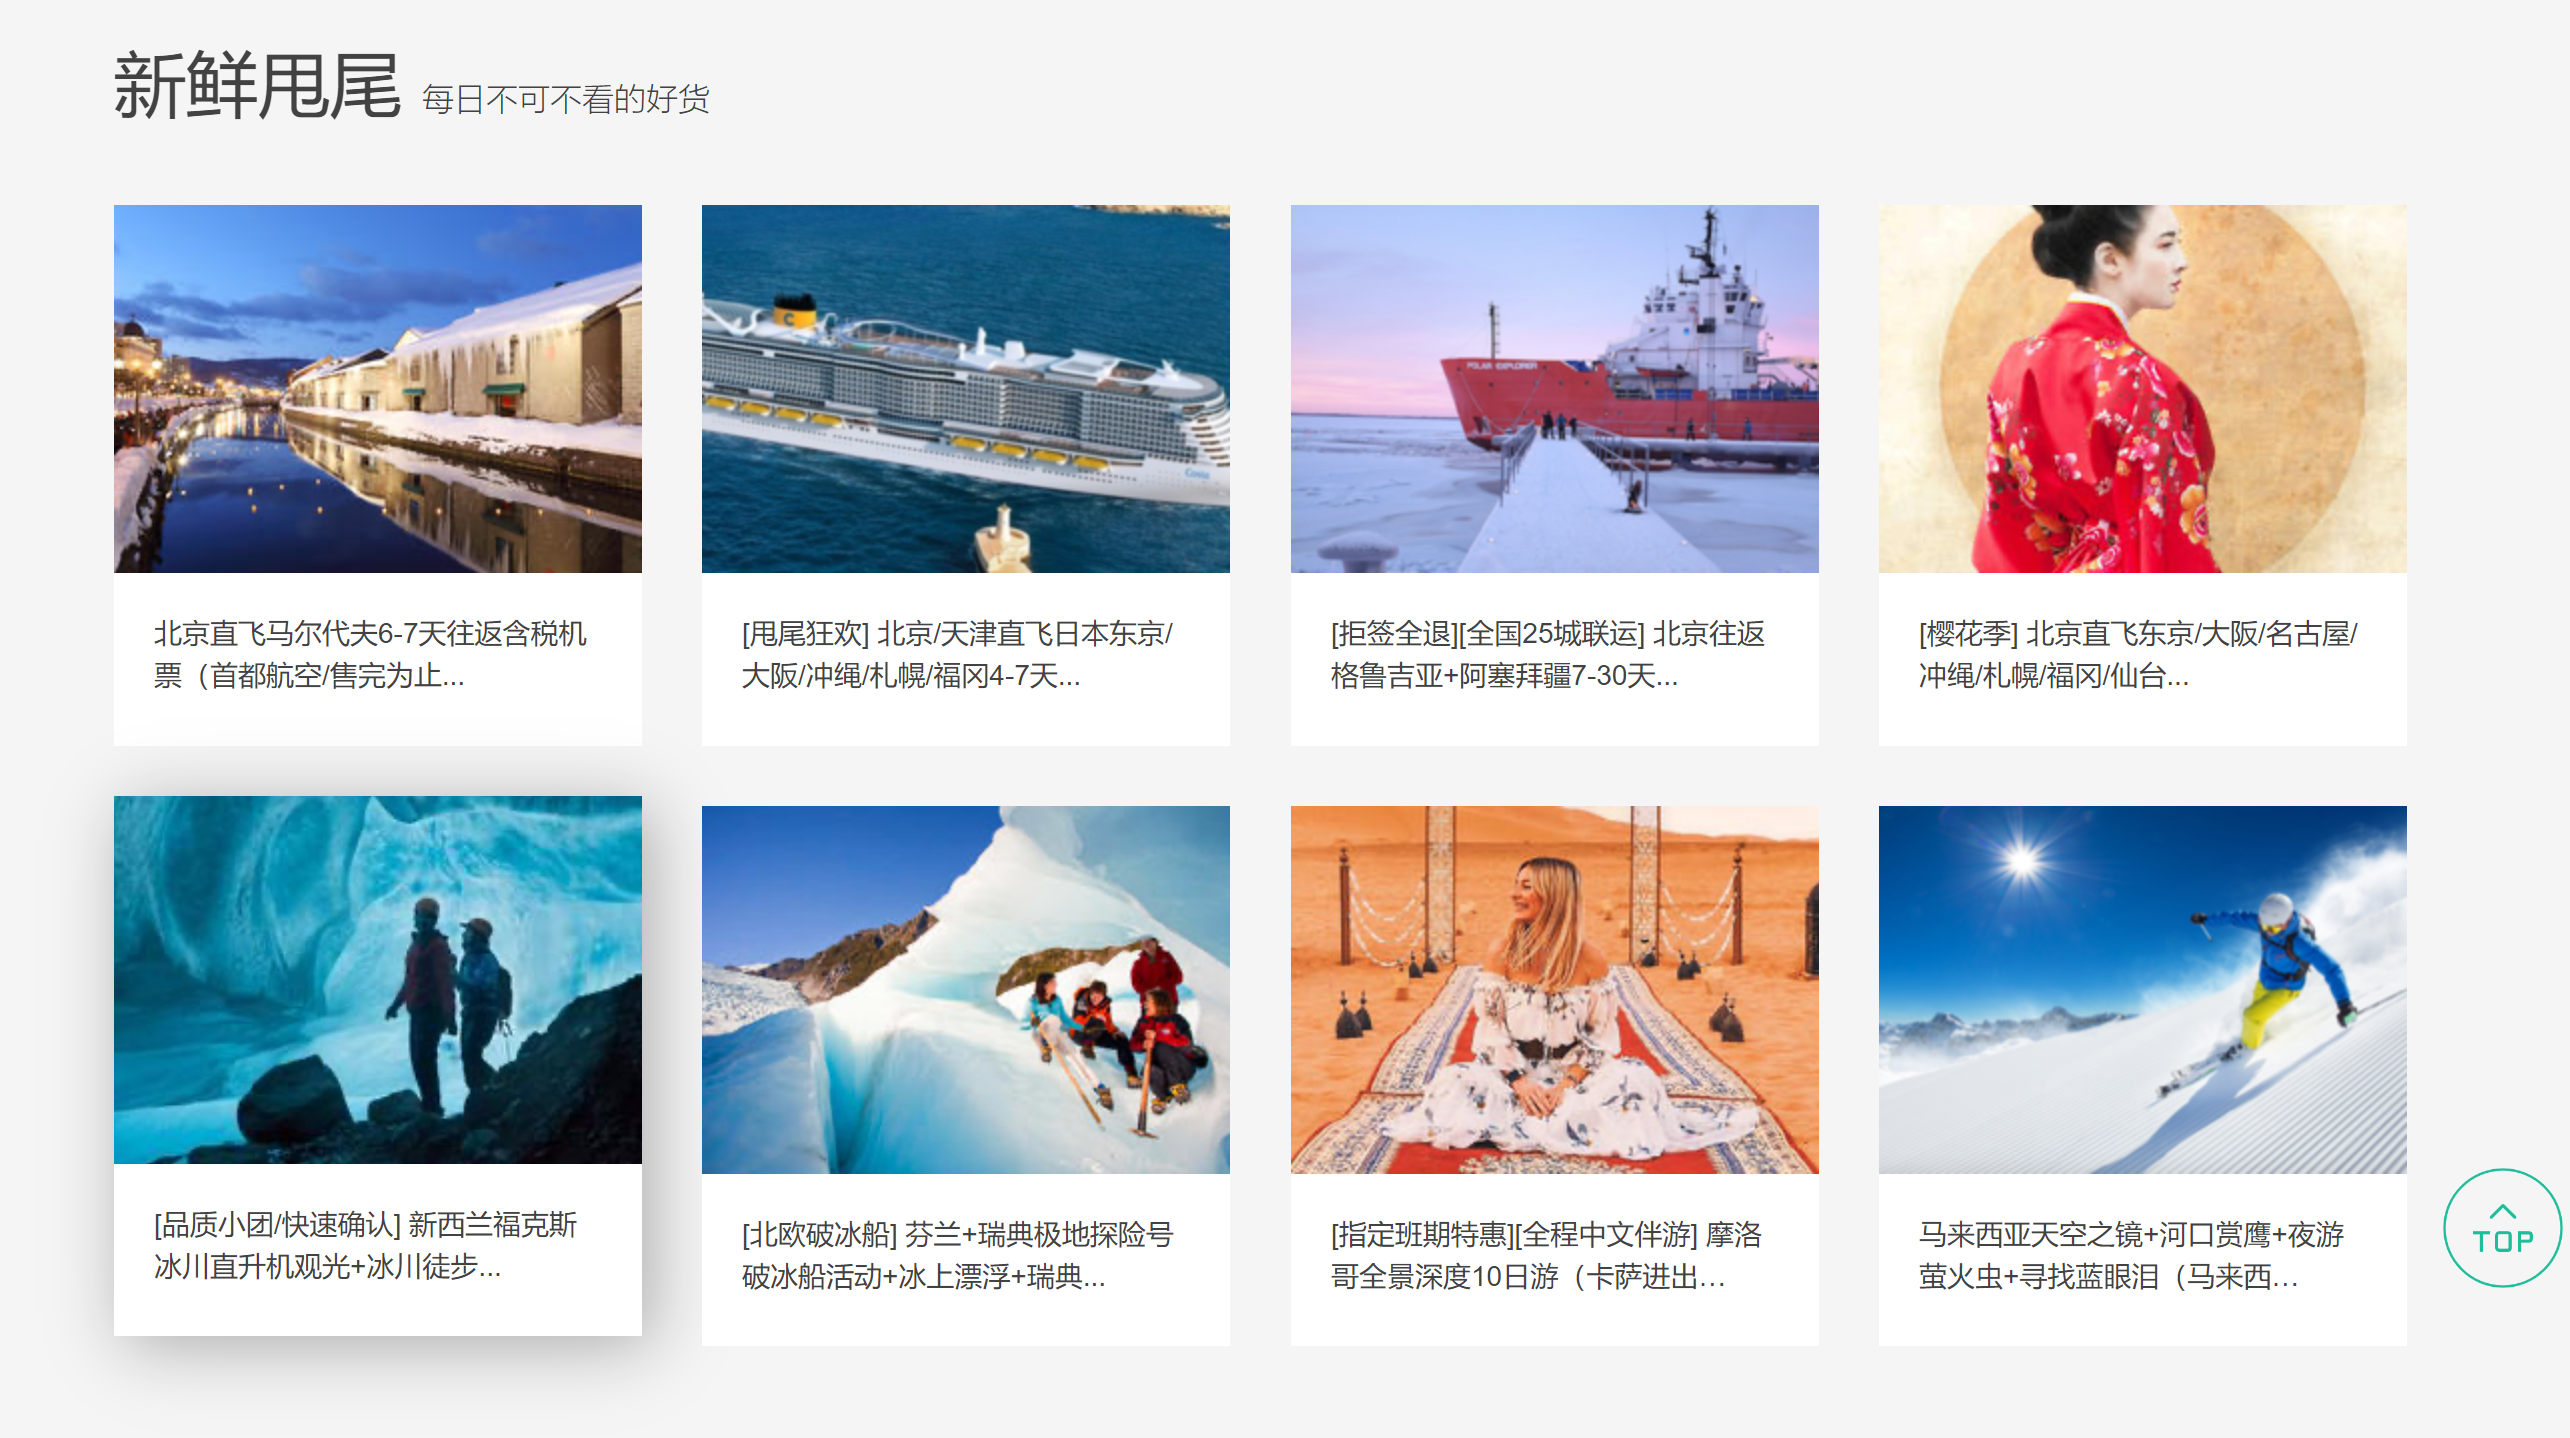 新鲜甩尾 每日不可不看的好货
POLAR EXPLORER
C
Costa
北京直飞马尔代夫6-7天往返含税机
票（首都航空/售完为止...
[甩尾狂欢] 北京/天津直飞日本东京/
大阪/冲绳/札幌/福冈4-7天...
[拒签全退][全国25城联运] 北京往返
格鲁吉亚+阿塞拜疆7-30天...
[樱花季] 北京直飞东京/大阪/名古屋/
冲绳/札幌/福冈/仙台...
[品质小团/快速确认] 新西兰福克斯
冰川直升机观光+冰川徒步...
[北欧破冰船] 芬兰+瑞典极地探险号
破冰船活动+冰上漂浮+瑞典...
[指定班期特惠][全程中文伴游] 摩洛
哥全景深度10日游（卡萨进出...
马来西亚天空之镜+河口赏鹰+夜游
萤火虫+寻找蓝眼泪（马来西...
TOP